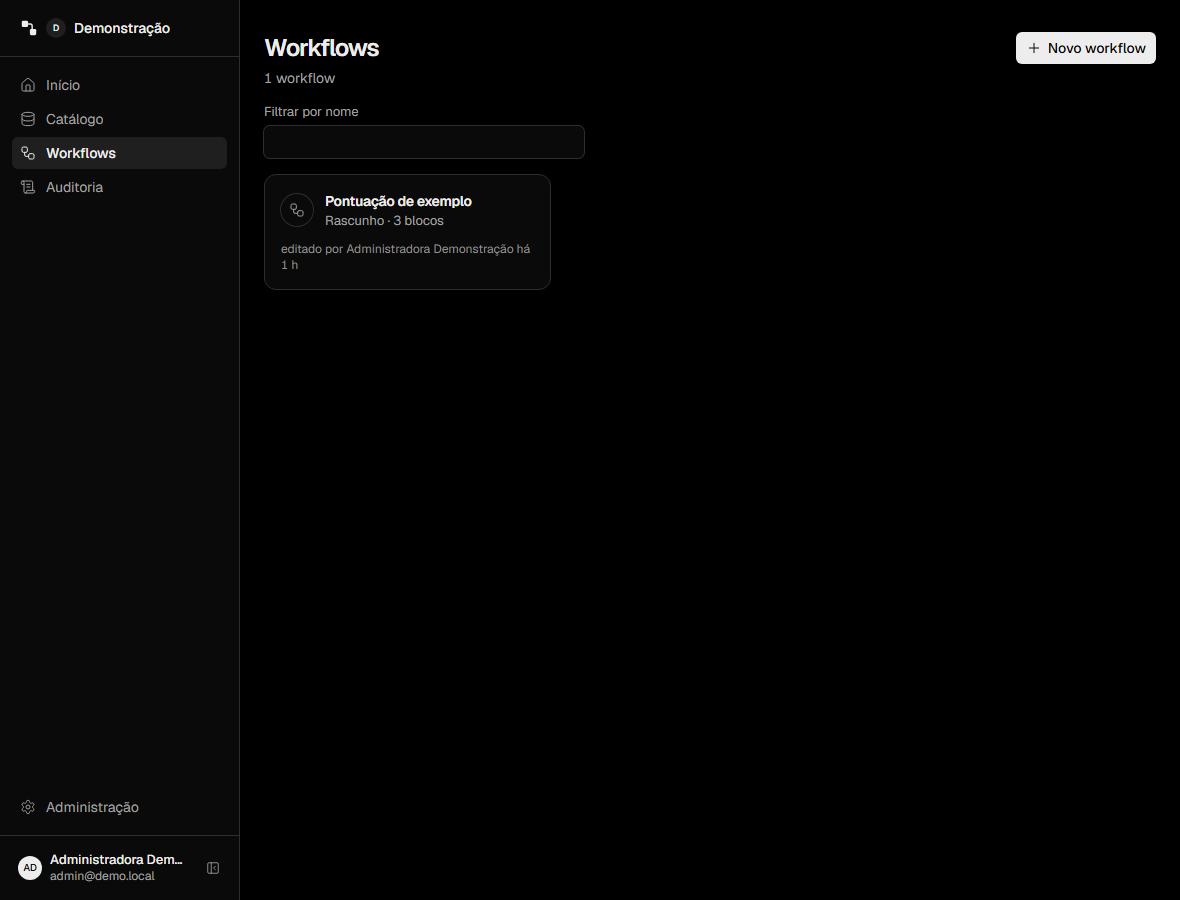 D Demonstração
Início
Catálogo
Workflows
Auditoria
Administração
AD
Administradora Dem...
admin@demo.local
Workflows
1 workflow
Novo workflow
Filtrar por nome
Pontuação de exemplo
Rascunho · 3 blocos
editado por Administradora Demonstração há
1 h